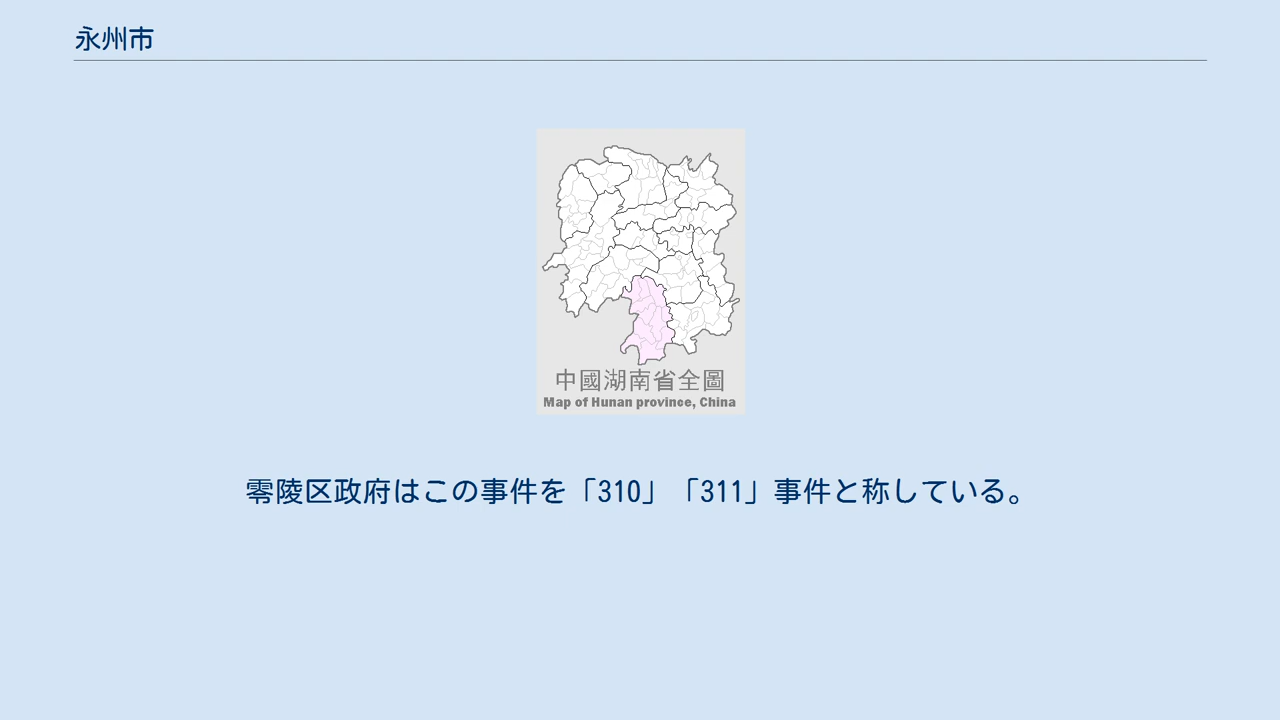 永州市
中國湖南省全圖
Map of Hunan province, China
零陵区政府はこの事件を「310」「311」事件と称している。